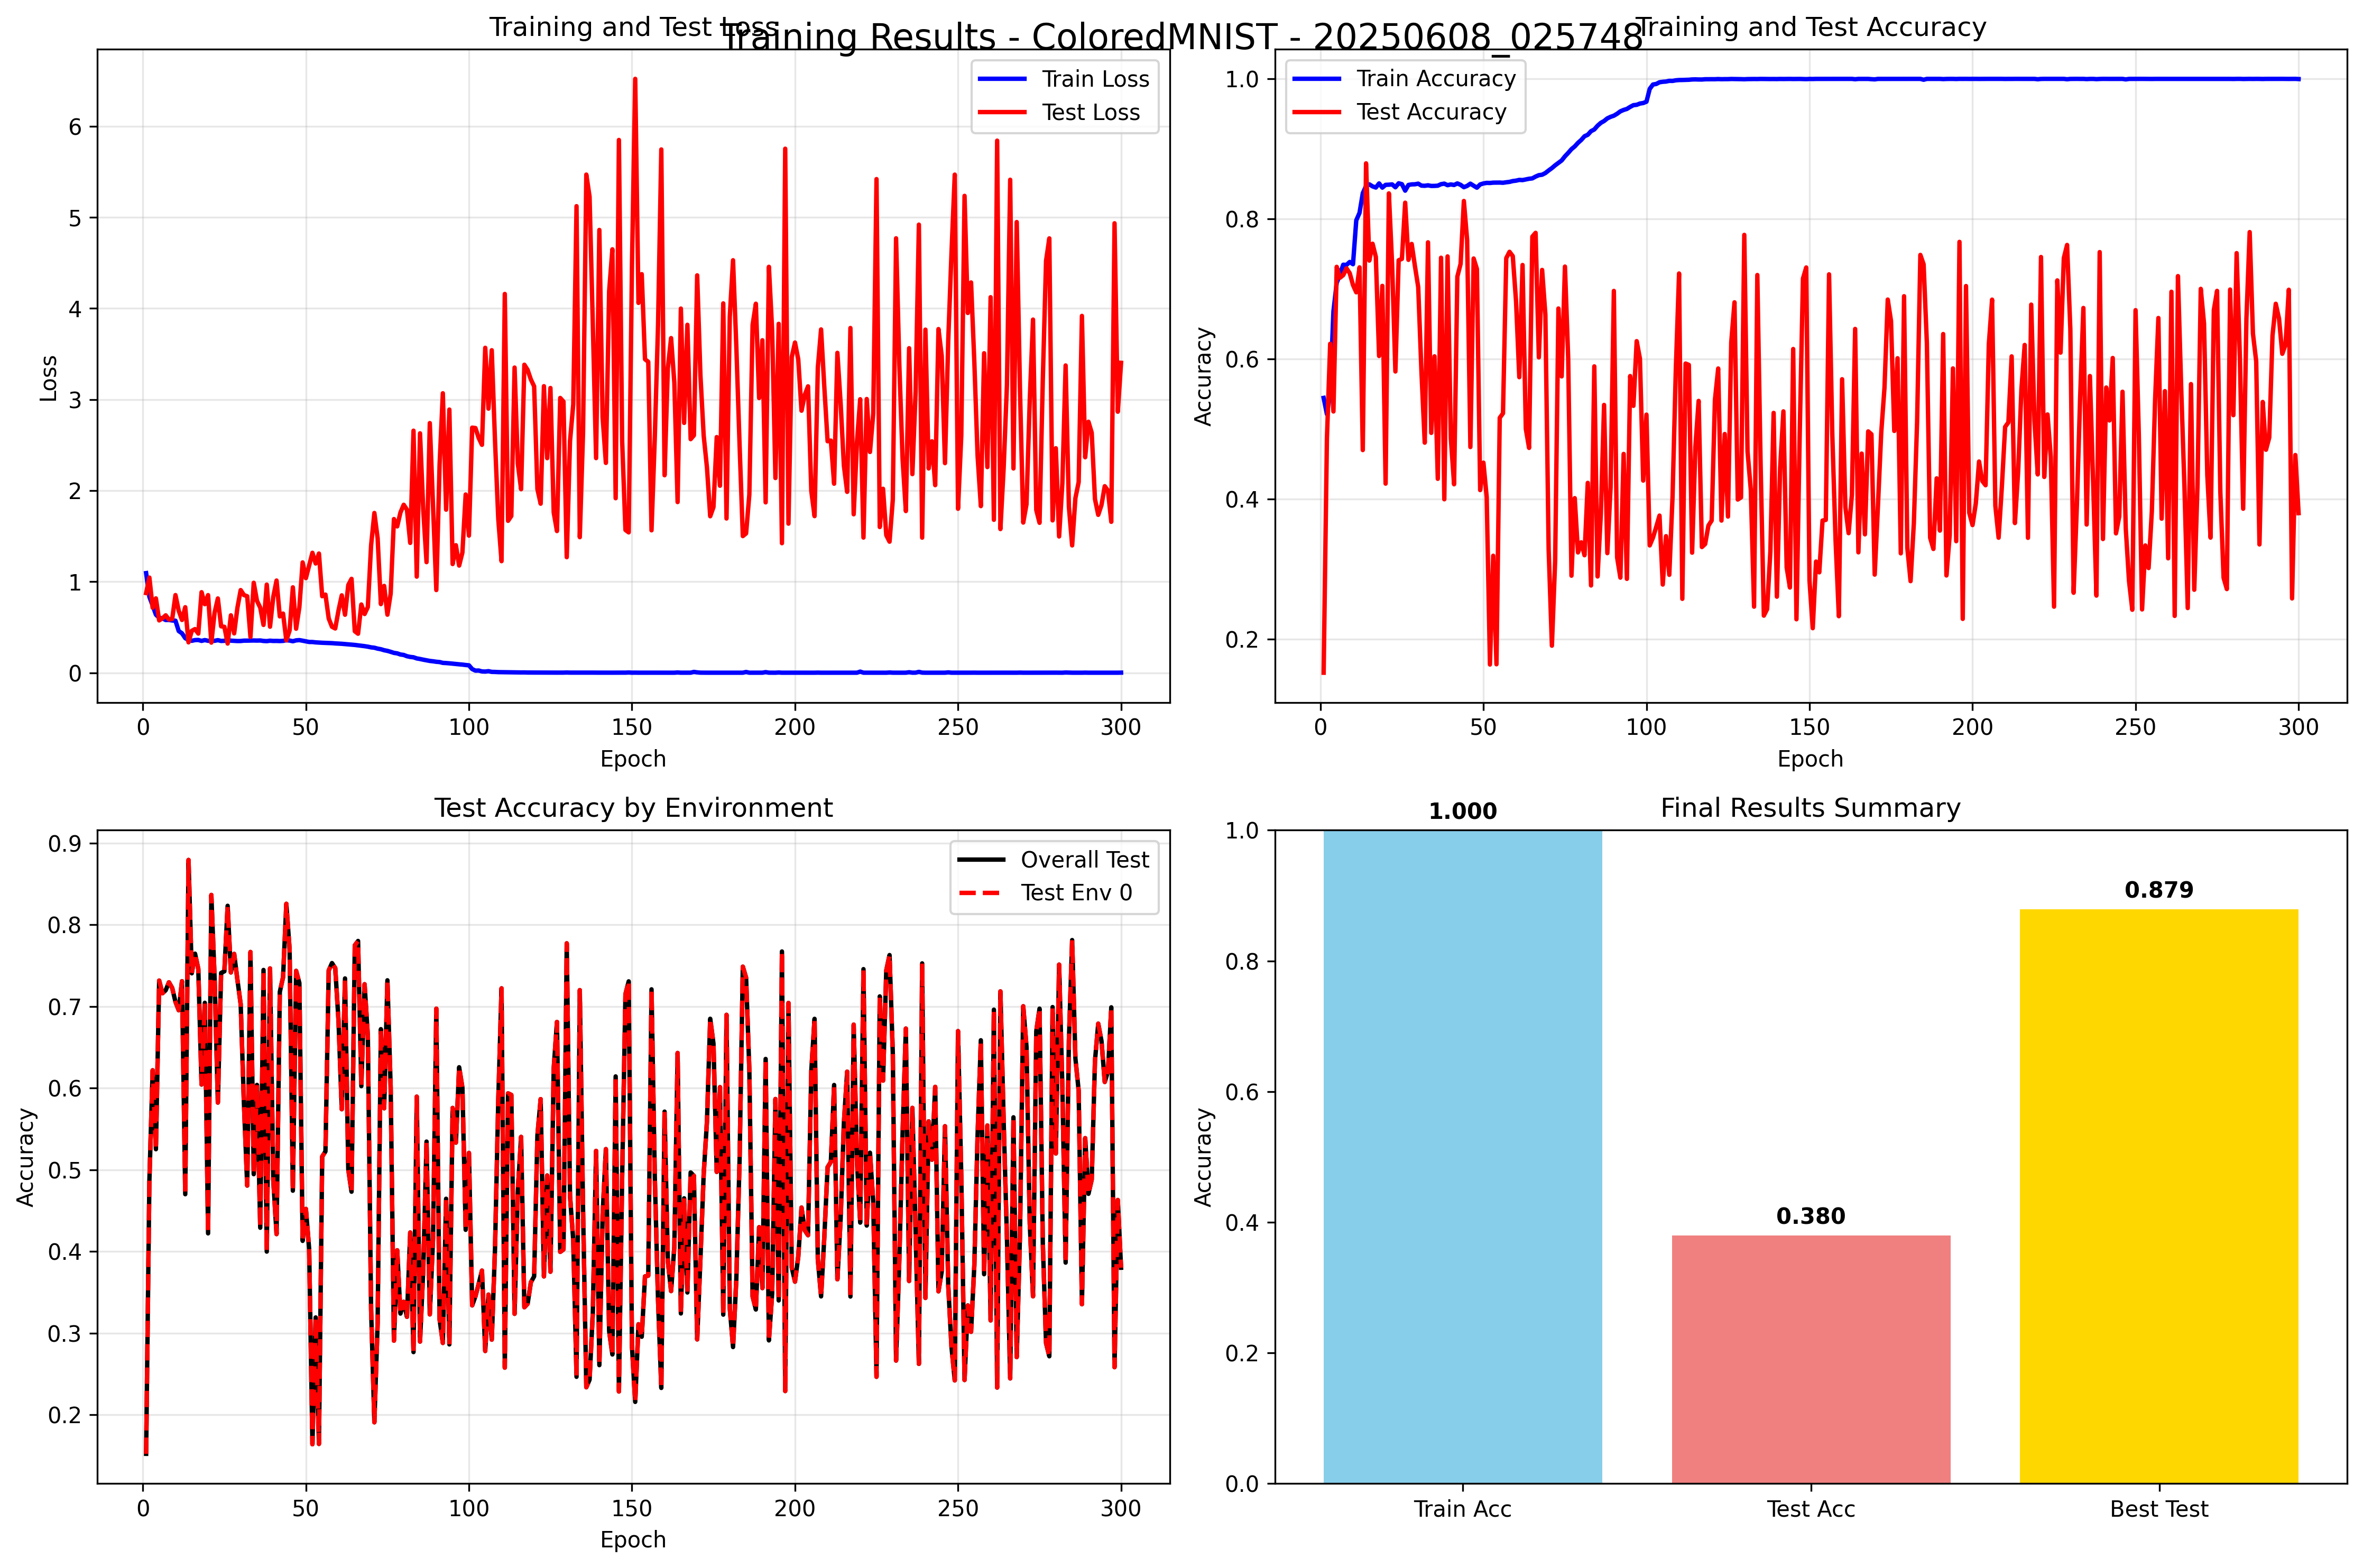 Training Results - ColoredMNIST - 20250608_025748
Training and Test Loss
Train Loss
Test Loss
6
5
4
3
2
1
0
Loss
0 50 100 150 200 250 300
Epoch
Training and Test Accuracy
Train Accuracy
Test Accuracy
1.0
0.8
0.6
0.4
0.2
Accuracy
0 50 100 150 200 250 300
Epoch
Test Accuracy by Environment
Overall Test
Test Env 0
0.9
0.8
0.7
0.6
0.5
0.4
0.3
0.2
Accuracy
0 50 100 150 200 250 300
Epoch
Final Results Summary
1.000
0.380
0.879
1.0
0.8
0.6
0.4
0.2
0.0
Accuracy
Train Acc Test Acc Best Test